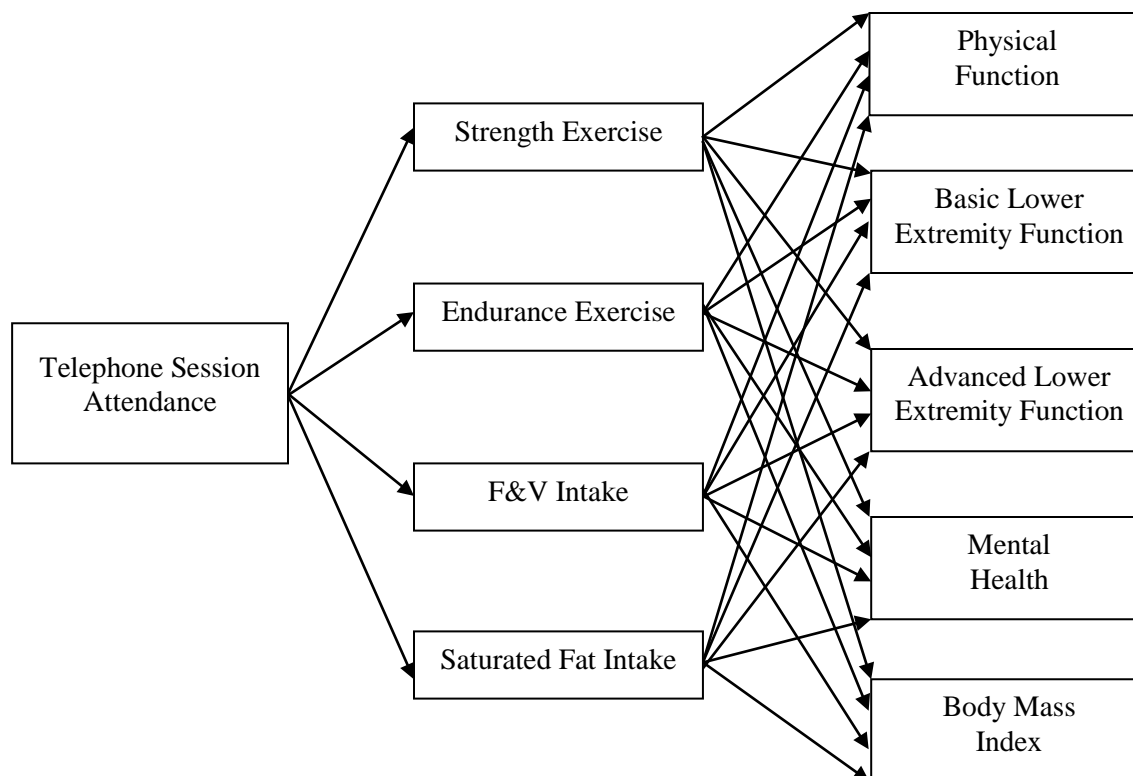 Physical
Function
Strength Exercise
Basic Lower
Extremity Function
Endurance Exercise
Telephone Session
Attendance
Advanced Lower
Extremity Function
F&V Intake
Mental
Health
Saturated Fat Intake
Body Mass
Index